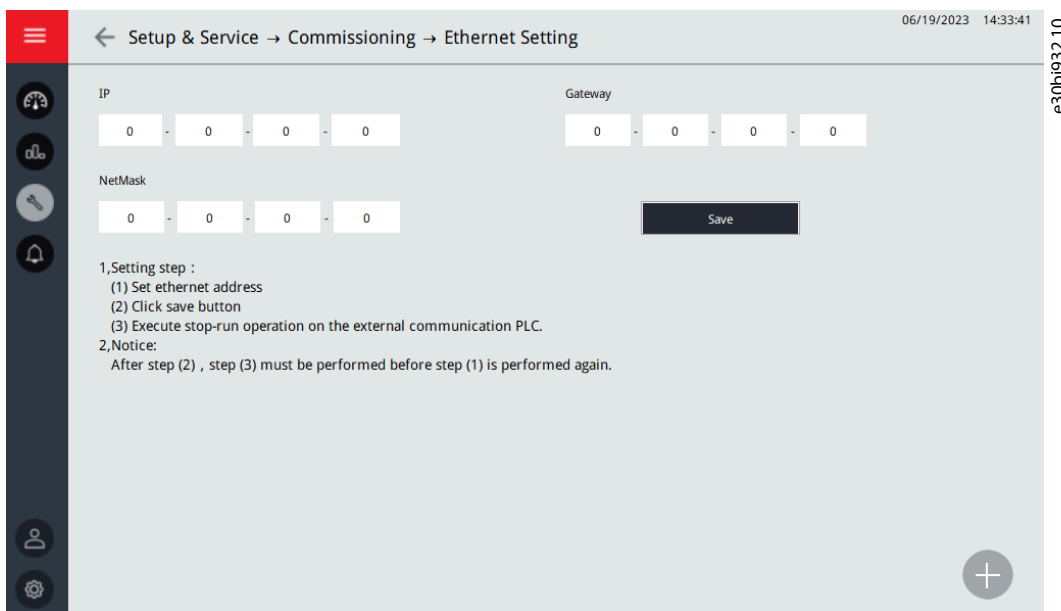 Setup & Service → Commissioning → Ethernet Setting
06/19/2023 14:33:41
e30bj932.10
IP
Gateway
0 - 0 - 0 - 0
0 - 0 - 0 - 0
NetMask
0 - 0 - 0 - 0
Save
1,Setting step :
(1) Set ethernet address
(2) Click save button
(3) Execute stop-run operation on the external communication PLC.
2,Notice:
After step (2) , step (3) must be performed before step (1) is performed again.